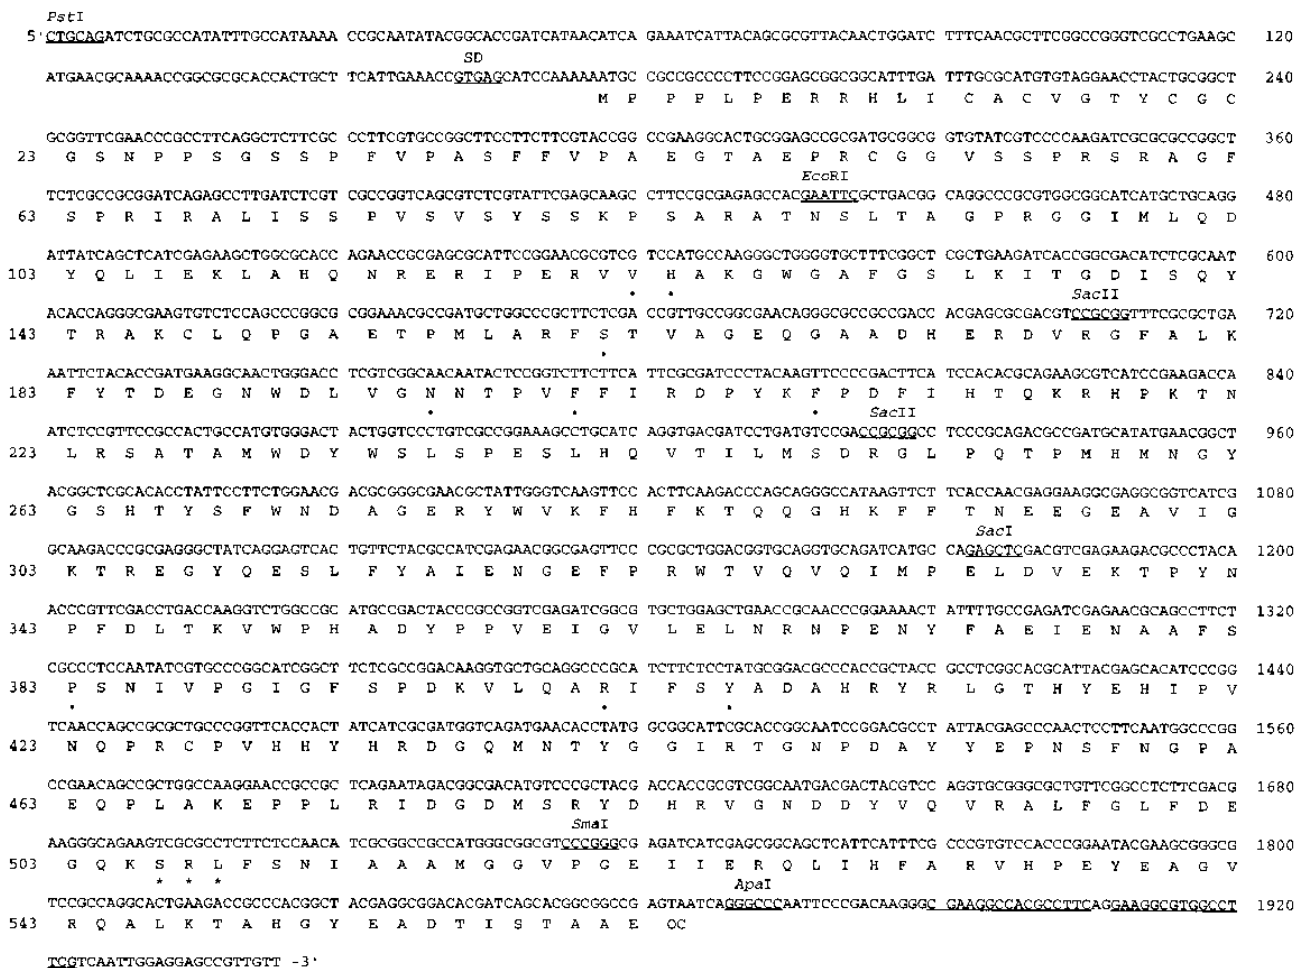 PstI
5'CTGCAGATCTGCGCCATATTTGCCATAAAA CCGCAATATACGGCACCGATCATAACATCA GAAATCATTACAGCGCGTTACAACTGGATC TTTCAACGCTTCGGCCGGGTCGCCTGAAGC 120
SD
ATGAACGCAAAACCGGCGCGCACCACTGCT TCATTGAAACCGTGAGCATCCAAAAAATGC CGCCGCCCCTTCCGGAGCGGCGGCATTTGA TTTGCGCATGTGTAGGAACCTACTGCGGCT 240
M P P P L P E R R H L I C A C V G T Y C G C
GCGGTTCGAACCCGCCTTCAGGCTCTTCGC CCTTCGTGCCGGCTTCCTTCTTCGTACCGG CCGAAGGCACTGCGGAGCCGCGATGCGGCG GTGTATCGTCCCCAAGATCGCGCGCCGGCT 360
23 G S N P P S G S S P F V P A S F F V P A E G T A E P R C G G V S S P R S R A G F
EcoRI
TCTCGCCGCGGATCAGAGCCTTGATCTCGT CGCCGGTCAGCGTCTCGTATTCGAGCAAGC CTTCCGCGAGAGCCACGAATTCGCTGACGG CAGGCCCGCGTGGCGGCATCATGCTGCAGG 480
63 S P R I R A L I S S P V S V S Y S S K P S A R A T N S L T A G P R G G I M L Q D
ATTATCAGCTCATCGAGAAGCTGGCGCACC AGAACCGCGAGCGCATTCCGGAACGCGTCG TCCATGCCAAGGGCTGGGGTGCTTTCGGCT CGCTGAAGATCACCGGCGACATCTCGCAAT 600
103 Y Q L I E K L A H Q N R E R I P E R V V H A K G W G A F G S L K I T G D I S Q Y
SacII
ACACCAGGGCGAAGTGTCTCCAGCCCGGCG CGGAAACGCCGATGCTGGCCCGCTTCTCGA CCGTTGCCGGCGAACAGGGCGCCGCCGACC ACGAGCGCGACGTCCGCGGTTTCGCGCTGA 720
143 T R A K C L Q P G A E T P M L A R F S T V A G E Q G A A D H E R D V R G F A L K
AATTCTACACCGATGAAGGCAACTGGGACC TCGTCGGCAACAATACTCCGGTCTTCTTCA TTCGCGATCCCTACAAGTTCCCCGACTTCA TCCACACGCAGAAGCGTCATCCGAAGACCA 840
183 F Y T D E G N W D L V G N N T P V F F I R D P Y K F P D F I H T Q K R H P K T N
SacII
ATCTCCGTTCCGCCACTGCCATGTGGGACT ACTGGTCCCTGTCGCCGGAAAGCCTGCATC AGGTGACGATCCTGATGTCCGACCGCGGCC TCCCGCAGACGCCGATGCATATGAACGGCT 960
223 L R S A T A M W D Y W S L S P E S L H Q V T I L M S D R G L P Q T P M H M N G Y
ACGGCTCGCACACCTATTCCTTCTGGAACG ACGCGGGCGAACGCTATTGGGTCAAGTTCC ACTTCAAGACCCAGCAGGGCCATAAGTTCT TCACCAACGAGGAAGGCGAGGCGGTCATCG 1080
263 G S H T Y S F W N D A G E R Y W V K F H F K T Q Q G H K F F T N E E G E A V I G
SacI
GCAAGACCCGCGAGGGCTATCAGGAGTCAC TGTTCTACGCCATCGAGAACGGCGAGTTCC CGCGCTGGACGGTGCAGGTGCAGATCATGC CAGAGCTCGACGTCGAGAAGACGCCCTACA 1200
303 K T R E G Y Q E S L F Y A I E N G E F P R W T V Q V Q I M P E L D V E K T P Y N
ACCCGTTCGACCTGACCAAGGTCTGGCCGC ATGCCGACTACCCGCCGGTCGAGATCGGCG TGCTGGAGCTGAACCGCAACCCGGAAAACT ATTTTGCCGAGATCGAGAACGCAGCCTTCT 1320
343 P F D L T K V W P H A D Y P P V E I G V L E L N R N P E N Y F A E I E N A A F S
CGCCCTCCAATATCGTGCCCGGCATCGGCT TCTCGCCGGACAAGGTGCTGCAGGCCCGCA TCTTCTCCTATGCGGACGCCCACCGCTACC GCCTCGGCACGCATTACGAGCACATCCCGG 1440
383 P S N I V P G I G F S P D K V L Q A R I F S Y A D A H R Y R L G T H Y E H I P V
TCAACCAGCCGCGCTGCCCGGTTCACCACT ATCATCGCGATGGTCAGATGAACACCTATG GCGGCATTCGCACCGGCAATCCGGACGCCT ATTACGAGCCCAACTCCTTCAATGGCCCGG 1560
423 N Q P R C P V H H Y H R D G Q M N T Y G G I R T G N P D A Y Y E P N S F N G P A
CCGAACAGCCGCTGGCCAAGGAACCGCCGC TCAGAATAGACGGCGACATGTCCCGCTACG ACCACCGCGTCGGCAATGACGACTACGTCC AGGTGCGGGCGCTGTTCGGCCTCTTCGACG 1680
463 E Q P L A K E P P L R I D G D M S R Y D H R V G N D D Y V Q V R A L F G L F D E
SmaI
AAGGGCAGAAGTCGCGCCTCTTCTCCAACA TCGCGGCCGCCATGGGCGGCGTCCCGGGCG AGATCATCGAGCGGCAGCTCATTCATTTCG CCCGTGTCCACCCGGAATACGAAGCGGGCG 1800
503 G Q K S R L F S N I A A A M G G V P G E I I E R Q L I H F A R V H P E Y E A G V
* * * ApaI
TCCGCCAGGCACTGAAGACCGCCCACGGCT ACGAGGCGGACACGATCAGCACGGCGGCCG AGTAATCAGGGCCCAATTCCCGACAAGGGC GAAGGCCACGCCTTCAGGAAGGCGTGGCCT 1920
543 R Q A L K T A H G Y E A D T I S T A A E OC
TCGTCAATTGGAGGAGCCGTTGTT -3'